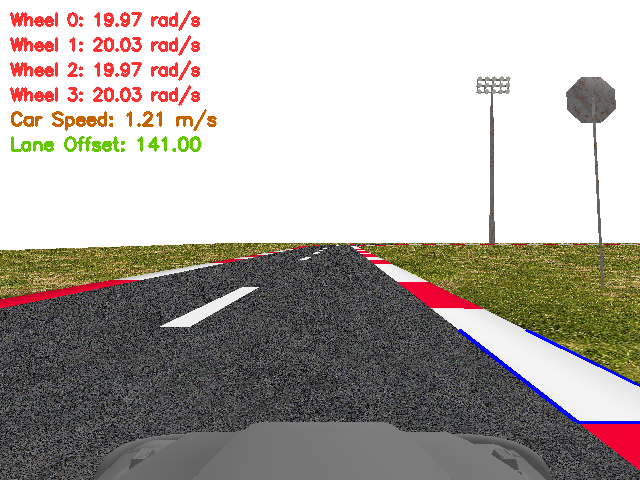 Wheel 0: 19.97 rad/s
Wheel 1: 20.03 rad/s
Wheel 2: 19.97 rad/s
Wheel 3: 20.03 rad/s
Car Speed: 1.21 m/s
Lane Offset: 141.00